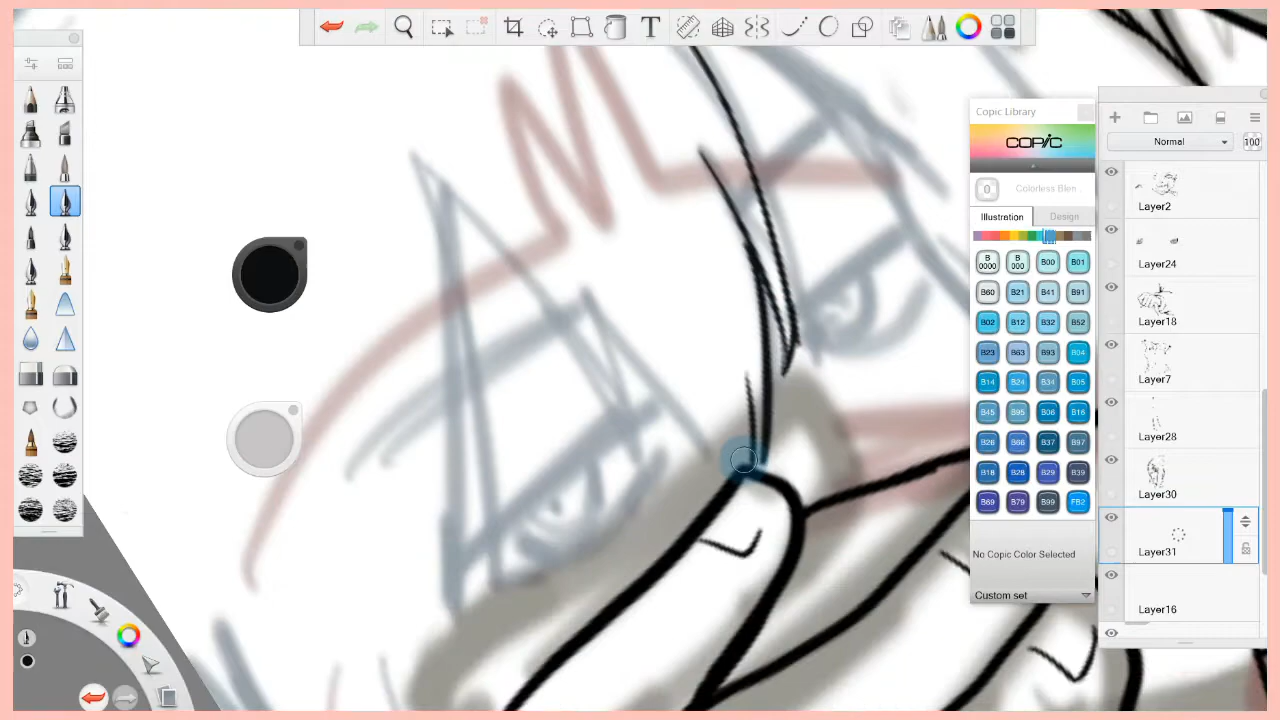 T
Copic Library
COPIC
0 Colorless Blen...
Illustration Design
B0000 B000 B00 B01
B60 B21 B41 B91
B02 B12 B32 B52
B23 B63 B93 B04
B14 B24 B34 B05
B45 B95 B06 B16
B26 B66 B37 B97
B18 B28 B29 B39
B69 B79 B99 FB2
No Copic Color Selected
Custom set
Normal 100
Layer2
Layer24
Layer18
Layer7
Layer28
Layer30
Layer31
Layer16